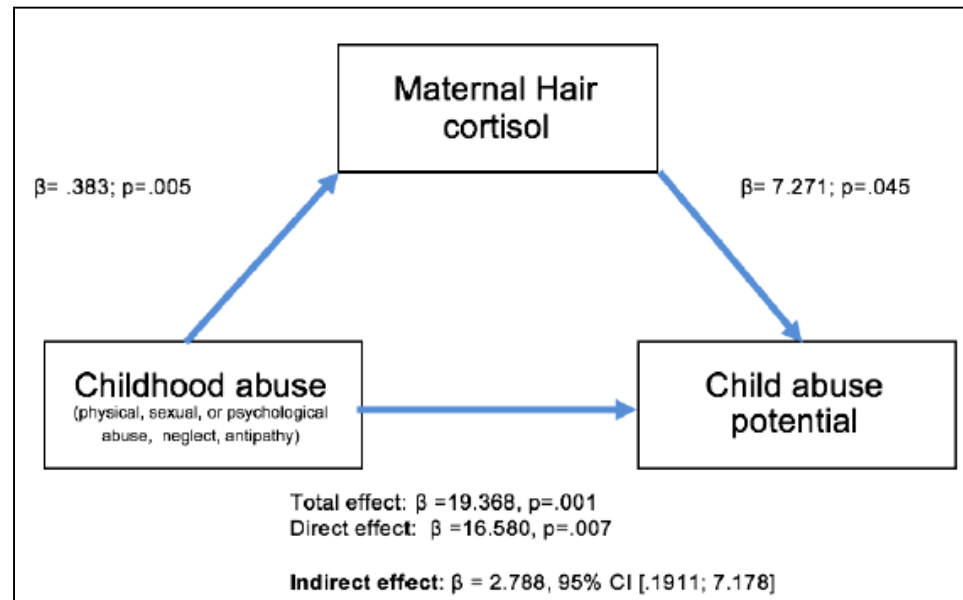 Maternal Hair
cortisol
β= .383; p=.005
β= 7.271; p=.045
Childhood abuse
(physical, sexual, or psychological
abuse, neglect, antipathy)
Child abuse
potential
Total effect: β =19.368, p=.001
Direct effect: β =16.580, p=.007
Indirect effect: β = 2.788, 95% CI [.1911; 7.178]